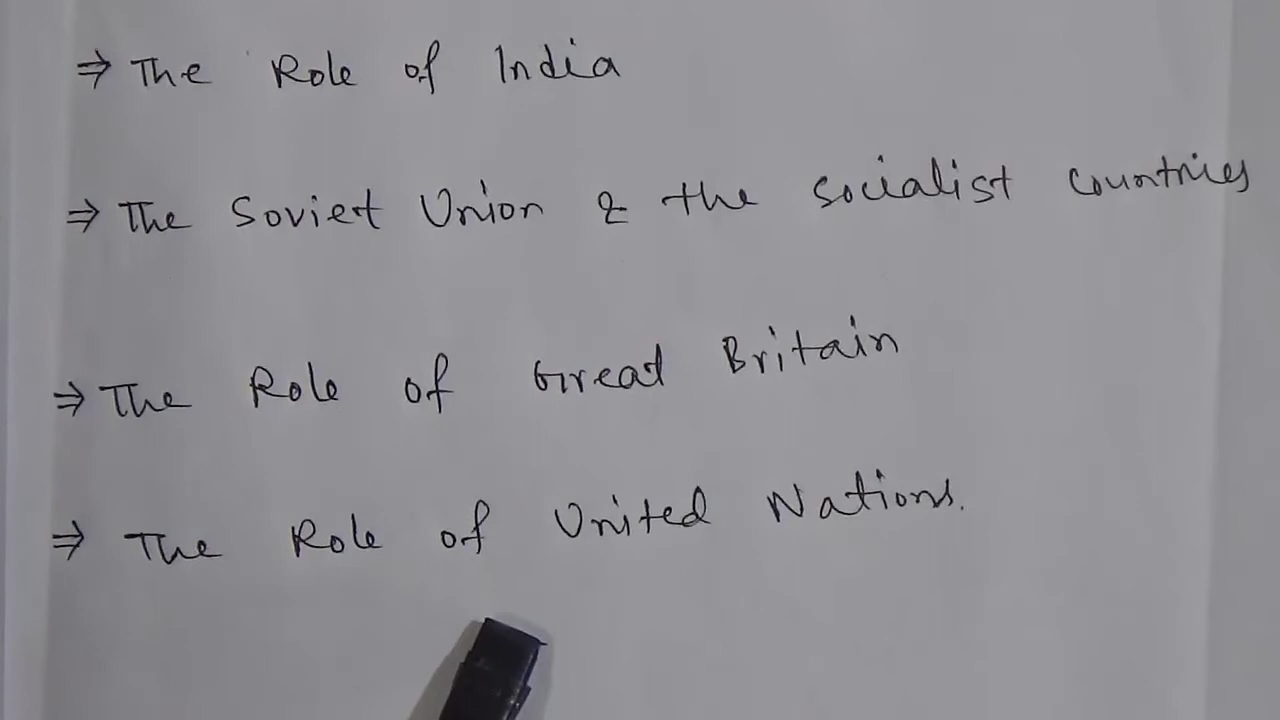 ⇒ The Role of India
⇒ The Soviet Union & the socialist countries
⇒ The Role of Great Britain
⇒ The Role of United Nations.